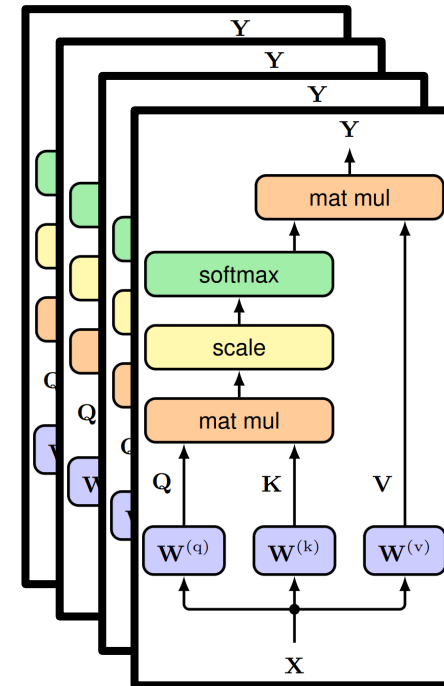 Y
Y
Y
Y
mat mul
softmax
scale
mat mul
Q
Q
Q K V
W^(q) W^(k) W^(v)
X